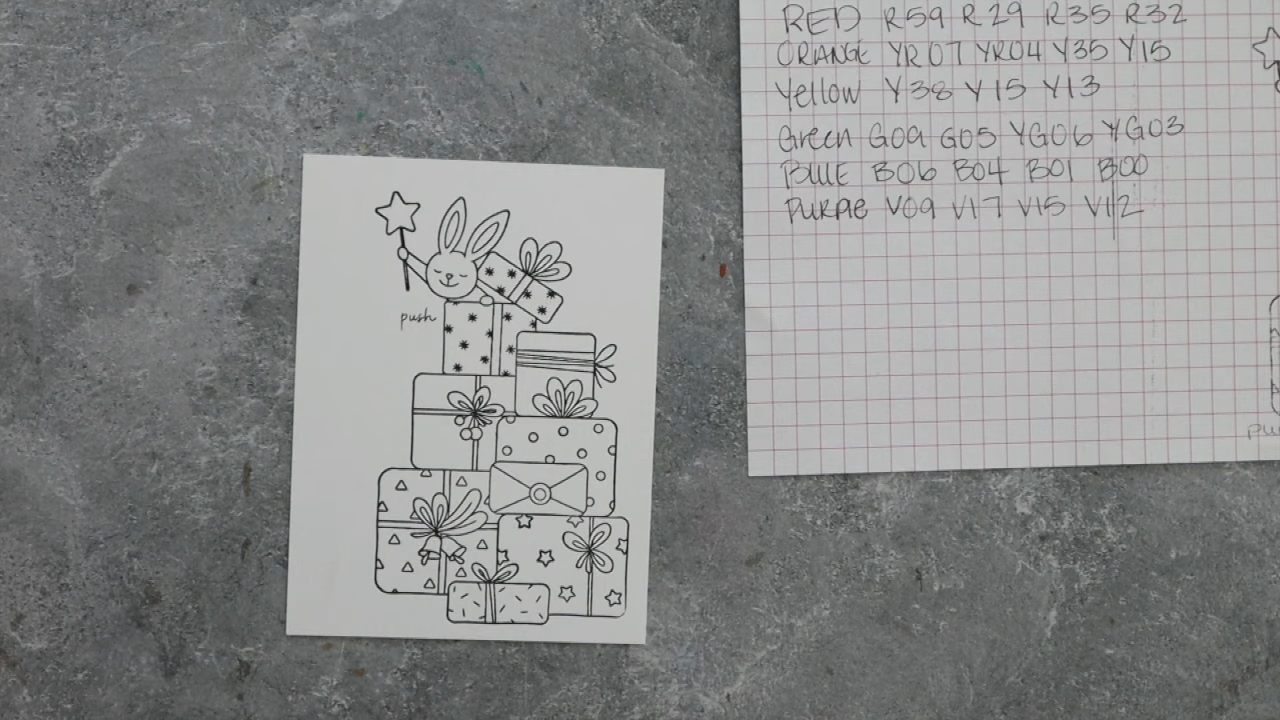 RED R59 R29 R35 R32
ORANGE YR07 YR04 Y35 Y15
Yellow Y38 Y15 Y13
Green G09 G05 YG06 YG03
BLUE B06 B04 B01 B00
PURPle V09 V17 V15 V12
push